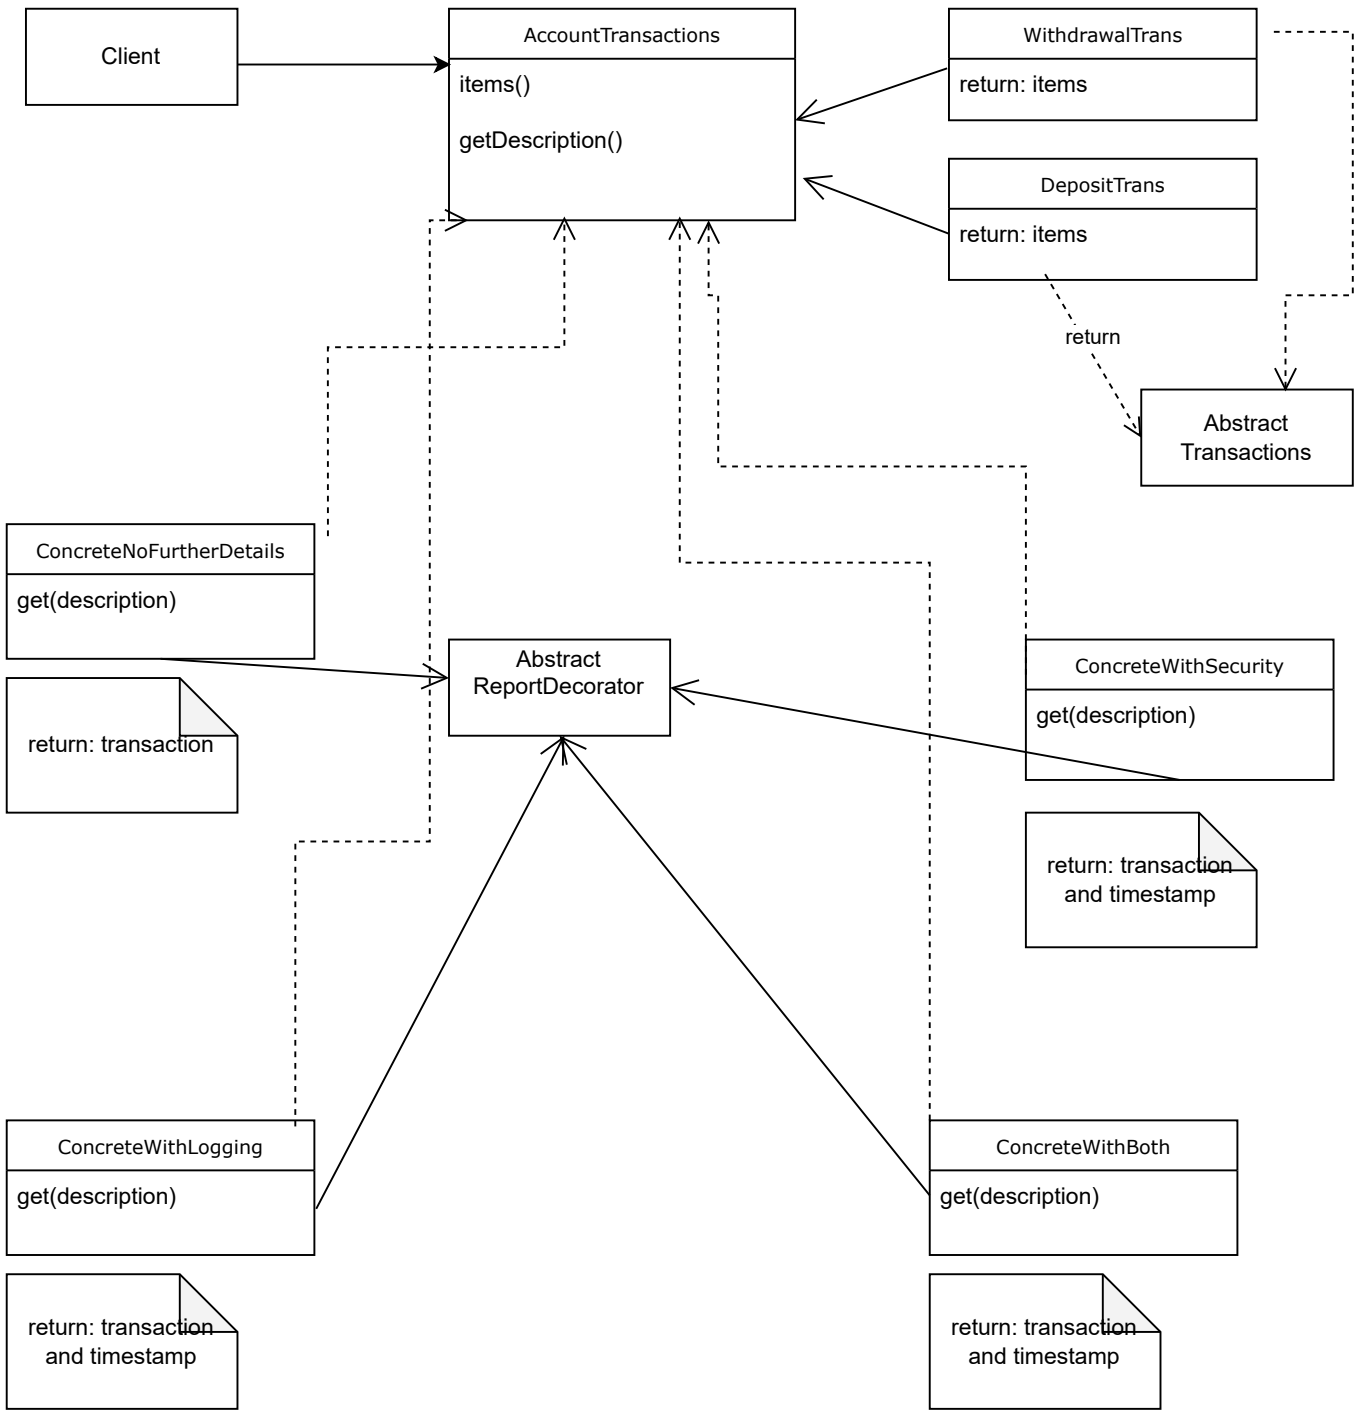 Client
AccountTransactions
items()
getDescription()
WithdrawalTrans
return: items
DepositTrans
return: items
return
Abstract
Transactions
ConcreteNoFurtherDetails
get(description)
return: transaction
Abstract
ReportDecorator
ConcreteWithSecurity
get(description)
return: transaction
and timestamp
ConcreteWithLogging
get(description)
return: transaction
and timestamp
ConcreteWithBoth
get(description)
return: transaction
and timestamp